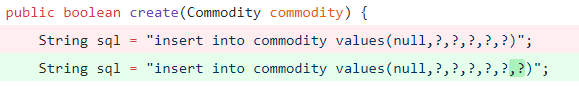 public boolean create(Commodity commodity) {
String sql = "insert into commodity values(null,?,?,?,?,?)";
String sql = "insert into commodity values(null,?,?,?,?,?,?)";